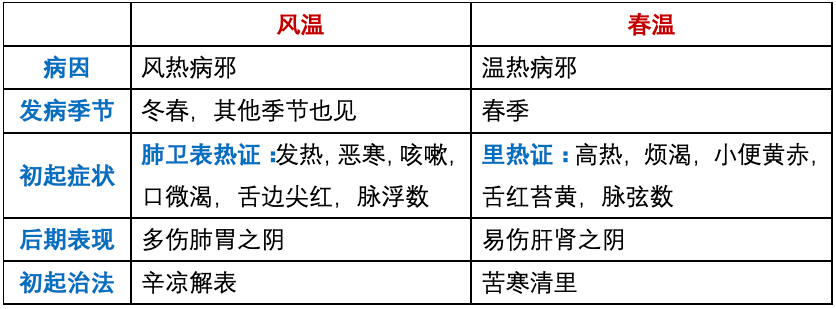 风温 春温
病因 风热病邪 温热病邪
发病季节 冬春，其他季节也见 春季
初起症状 肺卫表热证：发热，恶寒，咳嗽， 里热证：高热，烦渴，小便黄赤，
口微渴，舌边尖红，脉浮数 舌红苔黄，脉弦数
后期表现 多伤肺胃之阴 易伤肝肾之阴
初起治法 辛凉解表 苦寒清里